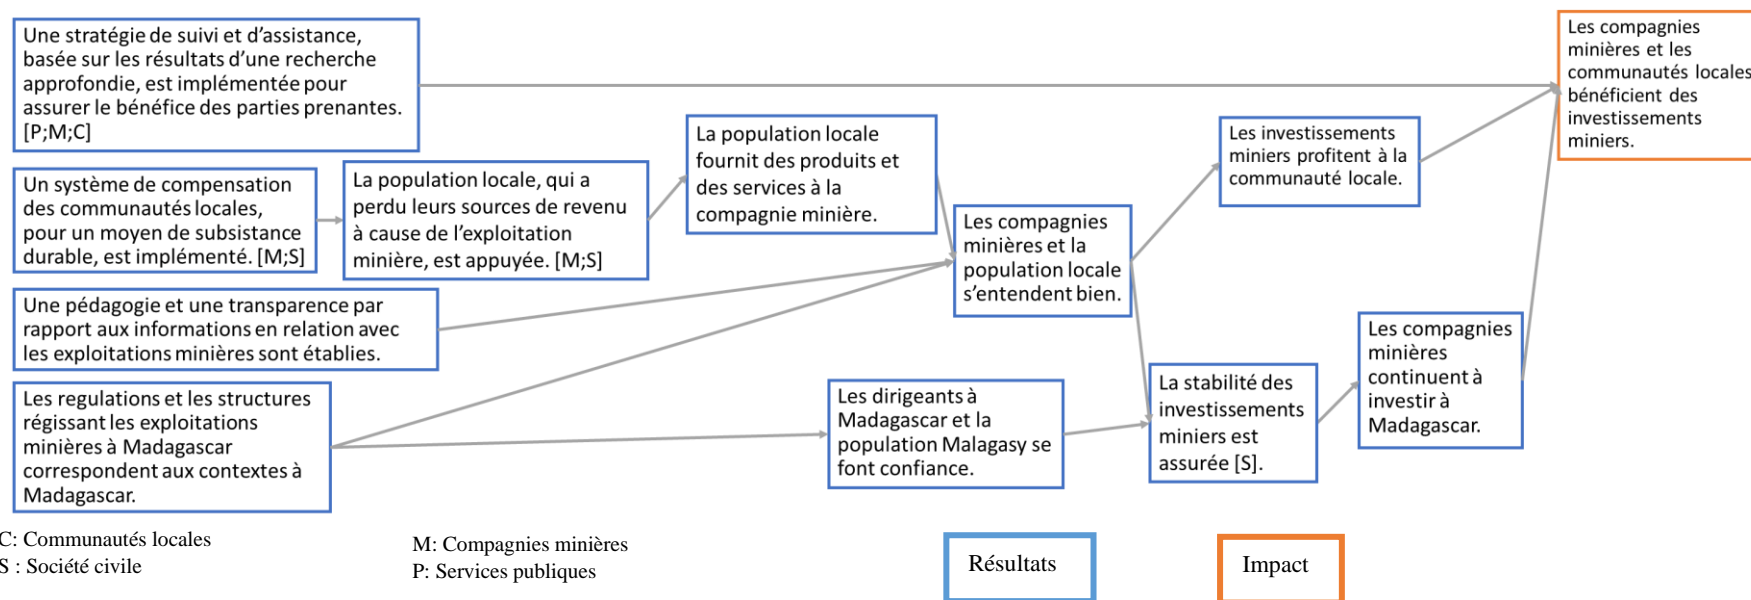 Une stratégie de suivi et d'assistance,
basée sur les résultats d'une recherche
approfondie, est implémentée pour
assurer le bénéfice des parties prenantes.
[P;M;C]
Un système de compensation
des communautés locales,
pour un moyen de subsistance
durable, est implémenté. [M;S]
La population locale, qui a
perdu leurs sources de revenu
à cause de l'exploitation
minière, est appuyée. [M;S]
La population locale
fournit des produits et
des services à la
compagnie minière.
Une pédagogie et une transparence par
rapport aux informations en relation avec
les exploitations minières sont établies.
Les regulations et les structures
régissant les exploitations
minières à Madagascar
correspondent aux contextes à
Madagascar.
Les compagnies
minières et la
population locale
s'entendent bien.
Les dirigeants à
Madagascar et la
population Malagasy se
font confiance.
Les investissements
miniers profitent à la
communauté locale.
La stabilité des
investissements
miniers est
assurée [S].
Les compagnies
minières
continuent à
investir à
Madagascar.
Les compagnies
minières et les
communautés locales
bénéficient des
investissements
miniers.
C: Communautés locales
S : Société civile
M: Compagnies minières
P: Services publiques
Résultats
Impact